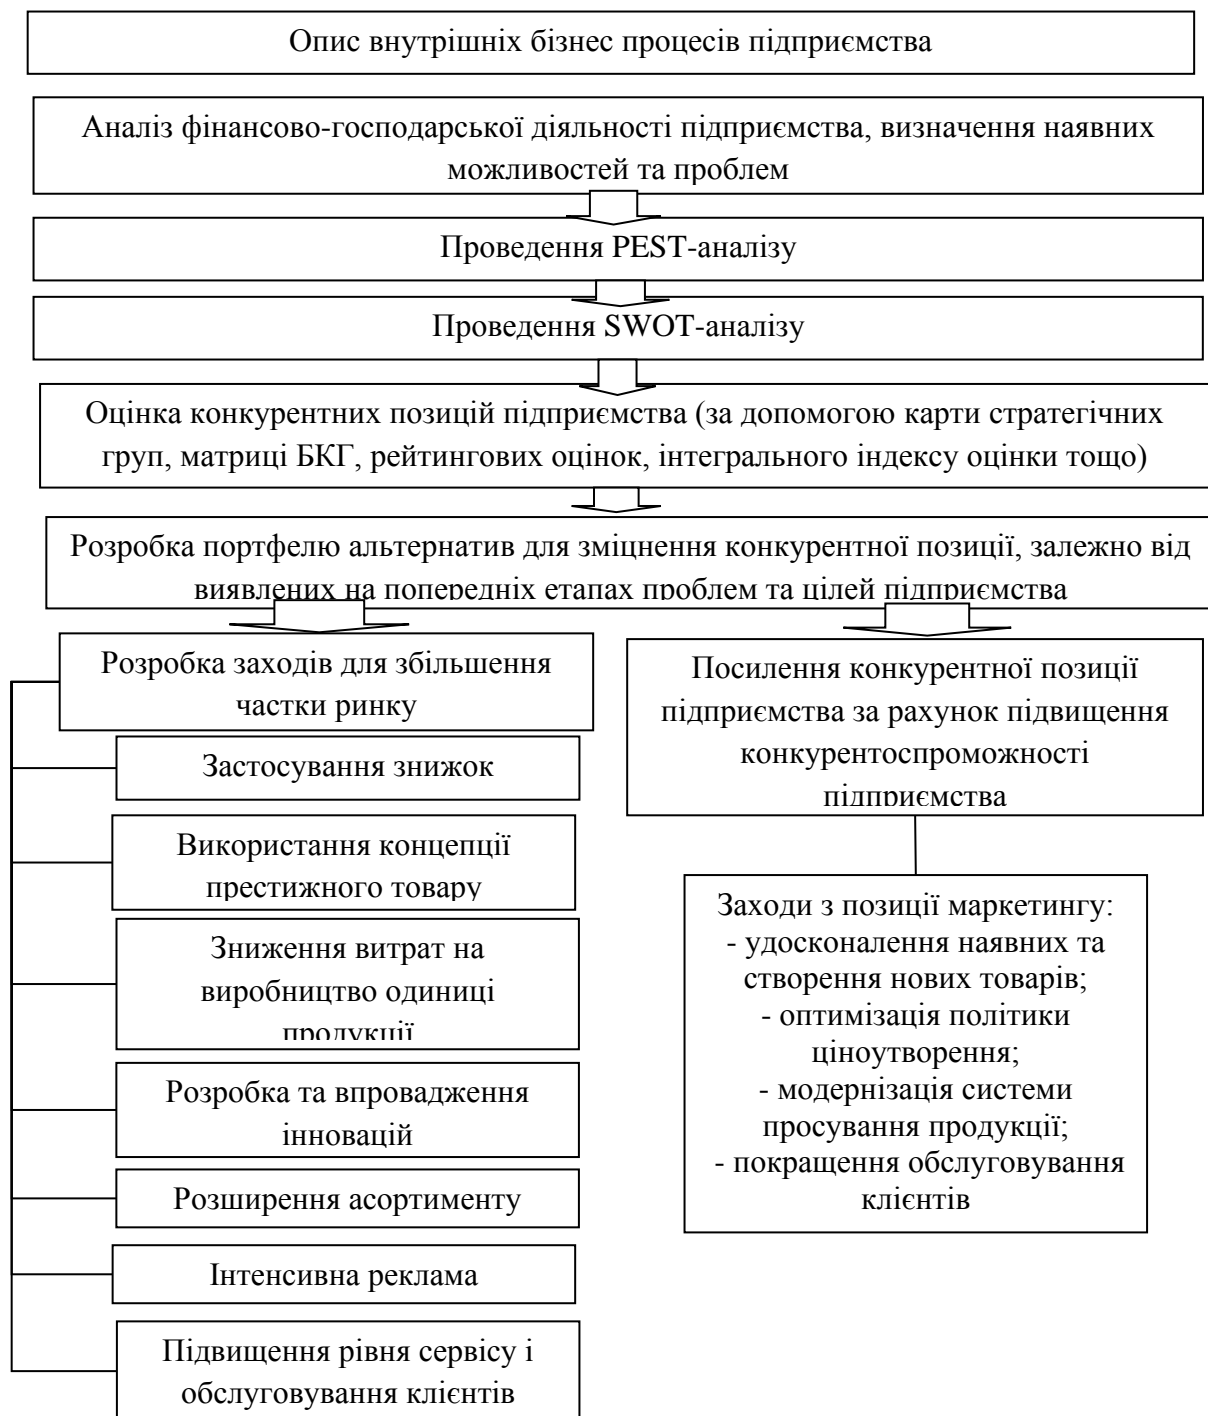 Опис внутрішніх бізнес процесів підприємства
Аналіз фінансово-господарської діяльності підприємства, визначення наявних
можливостей та проблем
Проведення PEST-аналізу
Проведення SWOT-аналізу
Оцінка конкурентних позицій підприємства (за допомогою карти стратегічних
груп, матриці БКГ, рейтингових оцінок, інтегрального індексу оцінки тощо)
Розробка портфелю альтернатив для зміцнення конкурентної позиції, залежно від
виявлених на попередніх етапах проблем та цілей підприємства
Розробка заходів для збільшення
частки ринку
Застосування знижок
Використання концепції
престижного товару
Зниження витрат на
виробництво одиниці
продукції
Розробка та впровадження
інновацій
Розширення асортименту
Інтенсивна реклама
Підвищення рівня сервісу і
обслуговування клієнтів
Посилення конкурентної позиції
підприємства за рахунок підвищення
конкурентоспроможності
підприємства
Заходи з позиції маркетингу:
- удосконалення наявних та
створення нових товарів;
- оптимізація політики
ціноутворення;
- модернізація системи
просування продукції;
- покращення обслуговування
клієнтів